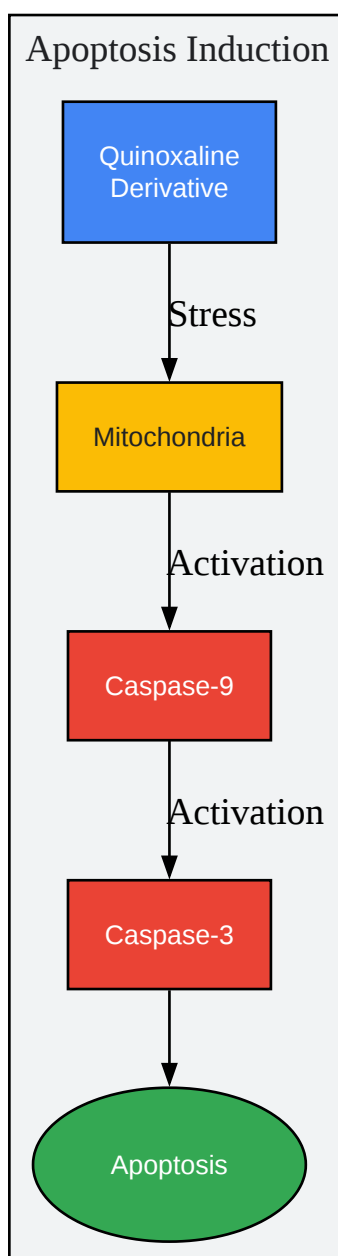 Apoptosis Induction
Quinoxaline
Derivative
Stress
Mitochondria
Activation
Caspase-9
Activation
Caspase-3
Apoptosis